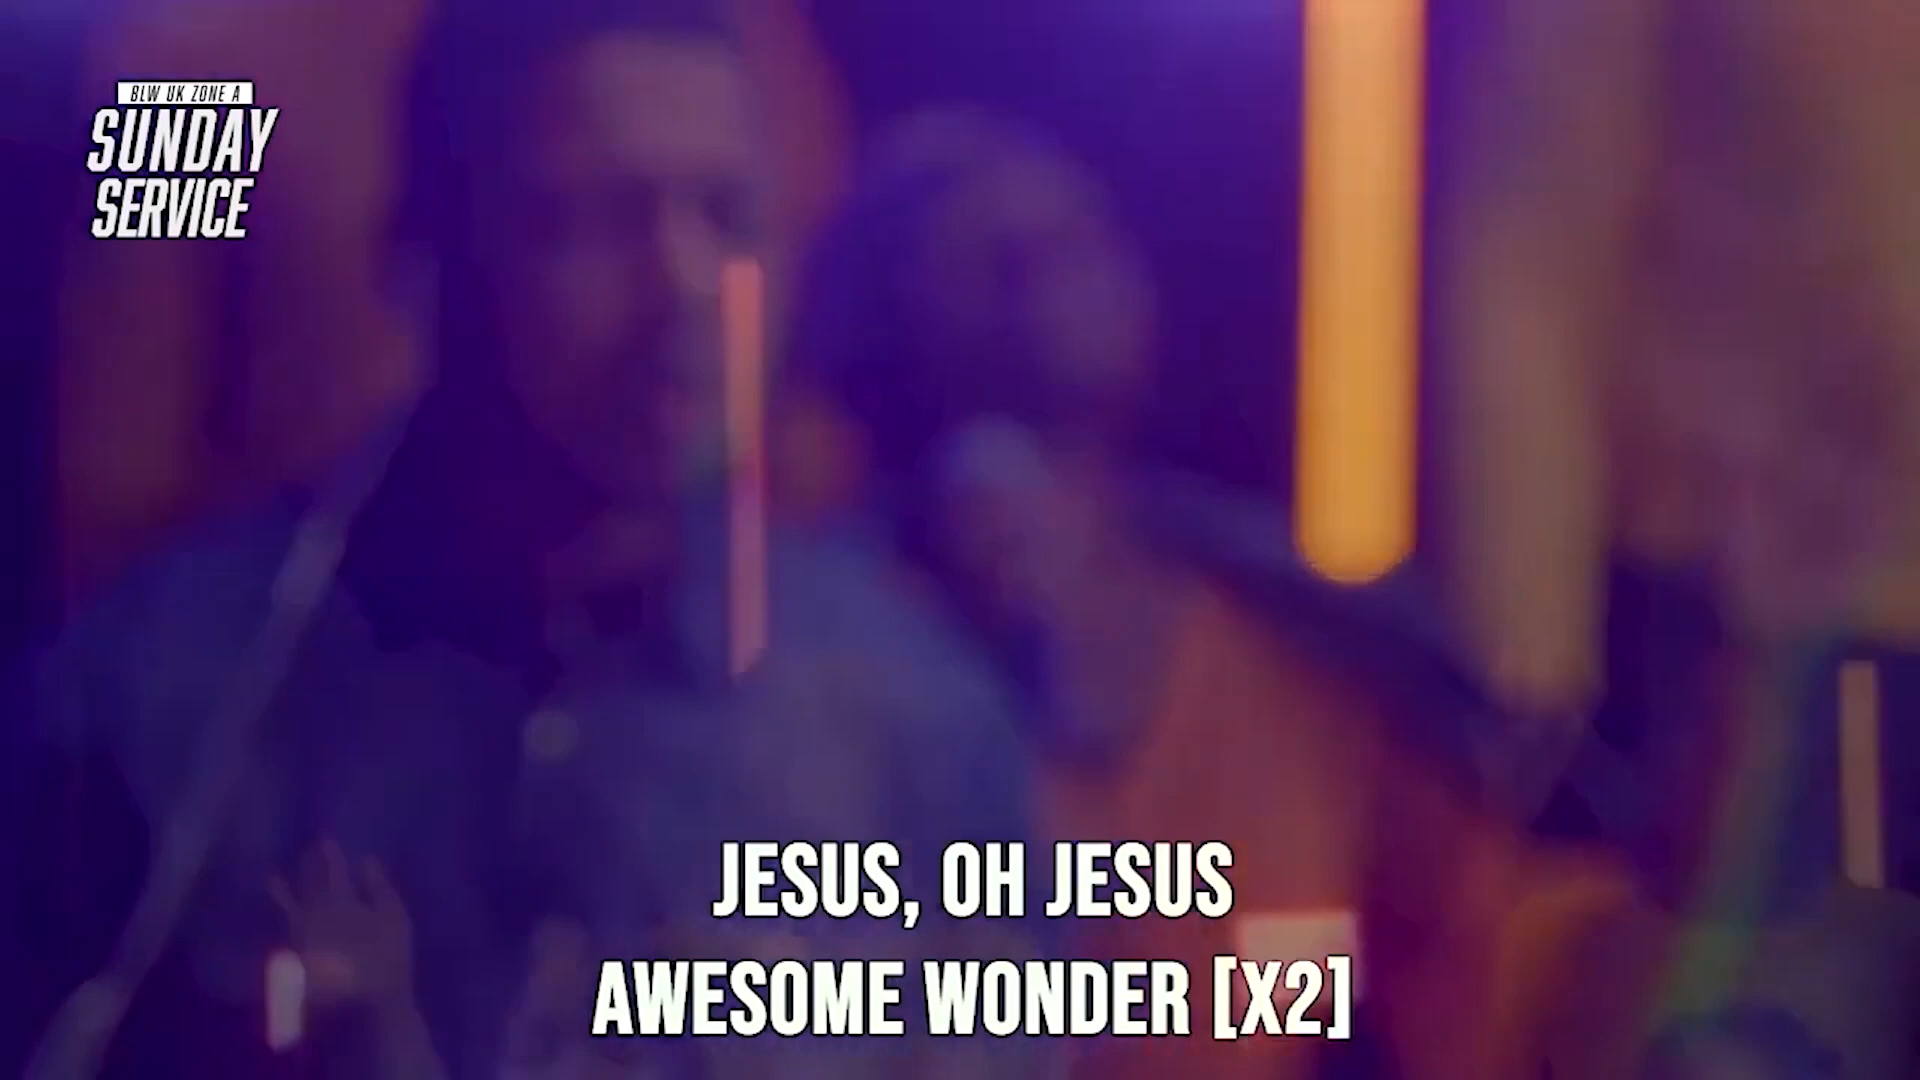 BLW UK ZONE A
SUNDAY
SERVICE
JESUS, OH JESUS
AWESOME WONDER [X2]